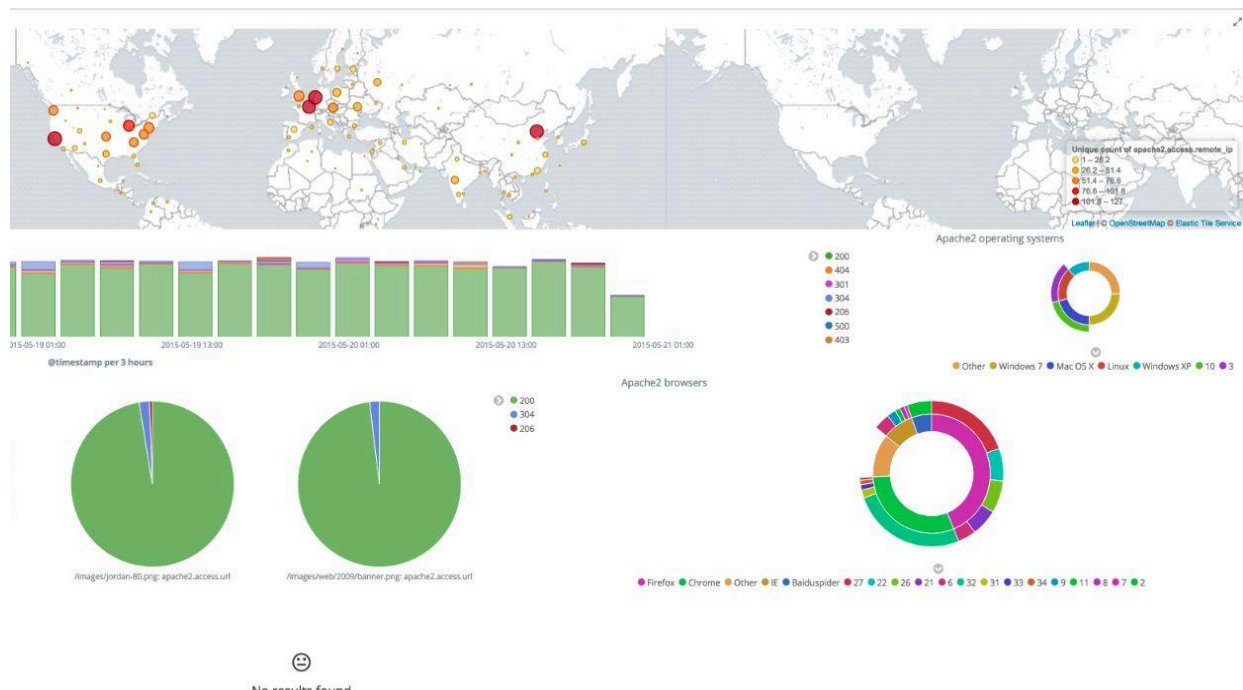 Unique count of apache2.access.remote_ip
1 – 26.2
26.2 – 51.4
51.4 – 76.6
76.6 – 101.8
101.8 – 127
Leaflet | © OpenStreetMap © Elastic Tile Service
200
404
301
304
206
500
403
2015-05-19 01:00
2015-05-19 13:00
2015-05-20 01:00
2015-05-20 13:00
2015-05-21 01:00
@timestamp per 3 hours
Apache2 operating systems
Other Windows 7 Mac OS X Linux Windows XP 10 3
200
304
206
/images/jordan-80.png: apache2.access.url
/images/web/2009/banner.png: apache2.access.url
Apache2 browsers
Firefox Chrome Other IE Baiduspider 27 22 26 21 6 32 31 33 34 9 11 8 7 2
No results found